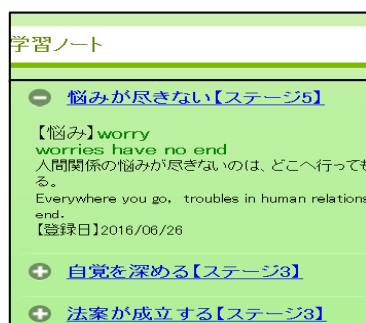 学習ノート
悩みが尽きない【ステージ5】
【悩み】worry
worries have no end
人間関係の悩みが尽きないのは、どこへ行っても
る。
Everywhere you go, troubles in human relations
end.
【登録日】2016/06/26
自覚を深める【ステージ3】
法案が成立する【ステージ3】